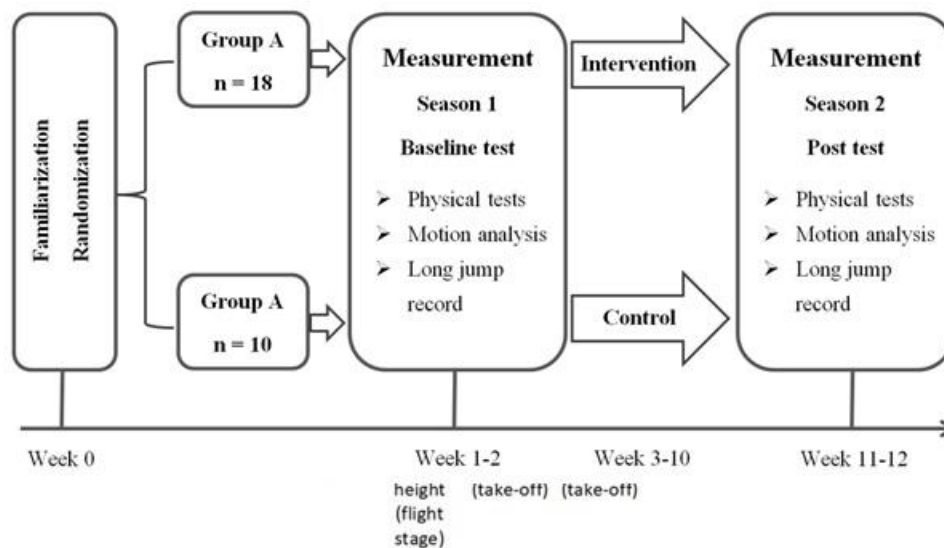 Familiarization
Randomization
Group A
n = 18
Group A
n = 10
Measurement
Season 1
Baseline test
➢ Physical tests
➢ Motion analysis
➢ Long jump
record
Intervention
Control
Measurement
Season 2
Post test
➢ Physical tests
➢ Motion analysis
➢ Long jump
record
Week 0
Week 1-2
Week 3-10
Week 11-12
height (take-off) (take-off)
(flight
stage)